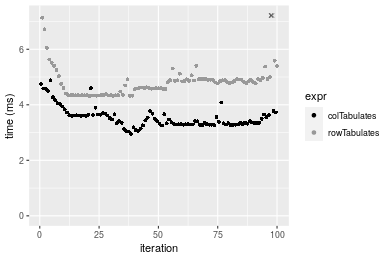 time (ms)
6
4
2
0
0
25
50
75
100
iteration
expr
colTabulates
rowTabulates